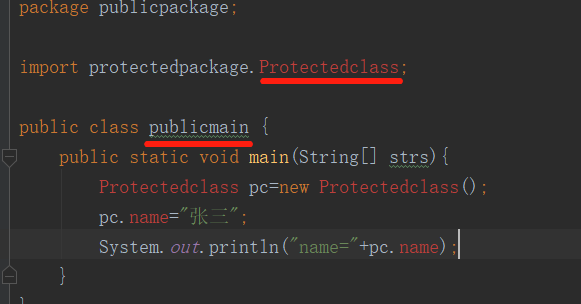 package publicpackage;
import protectedpackage.Protectedclass;
public class publicmain {
public static void main(String[] strs){
Protectedclass pc=new Protectedclass();
pc.name="张三";
System.out.println("name="+pc.name);
}
}